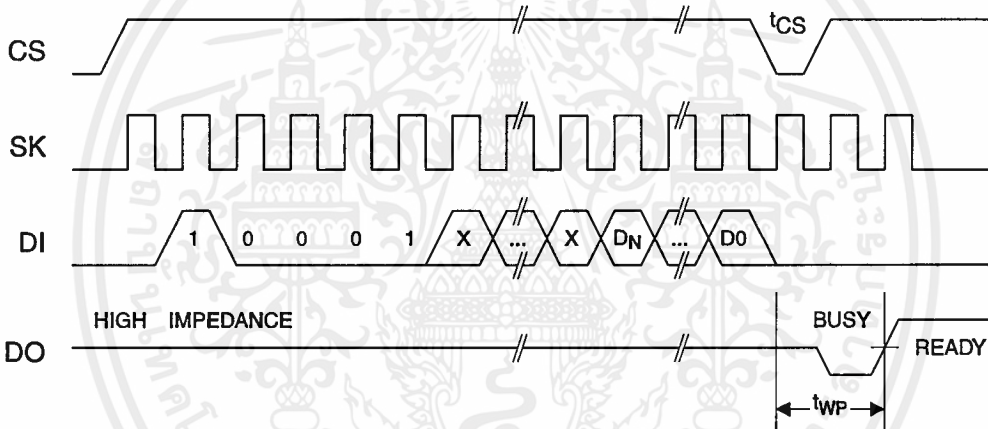 tCS
CS
SK
DI 1 0 0 0 1 X ... X DN ... D0
HIGH IMPEDANCE BUSY
DO READY
tWP